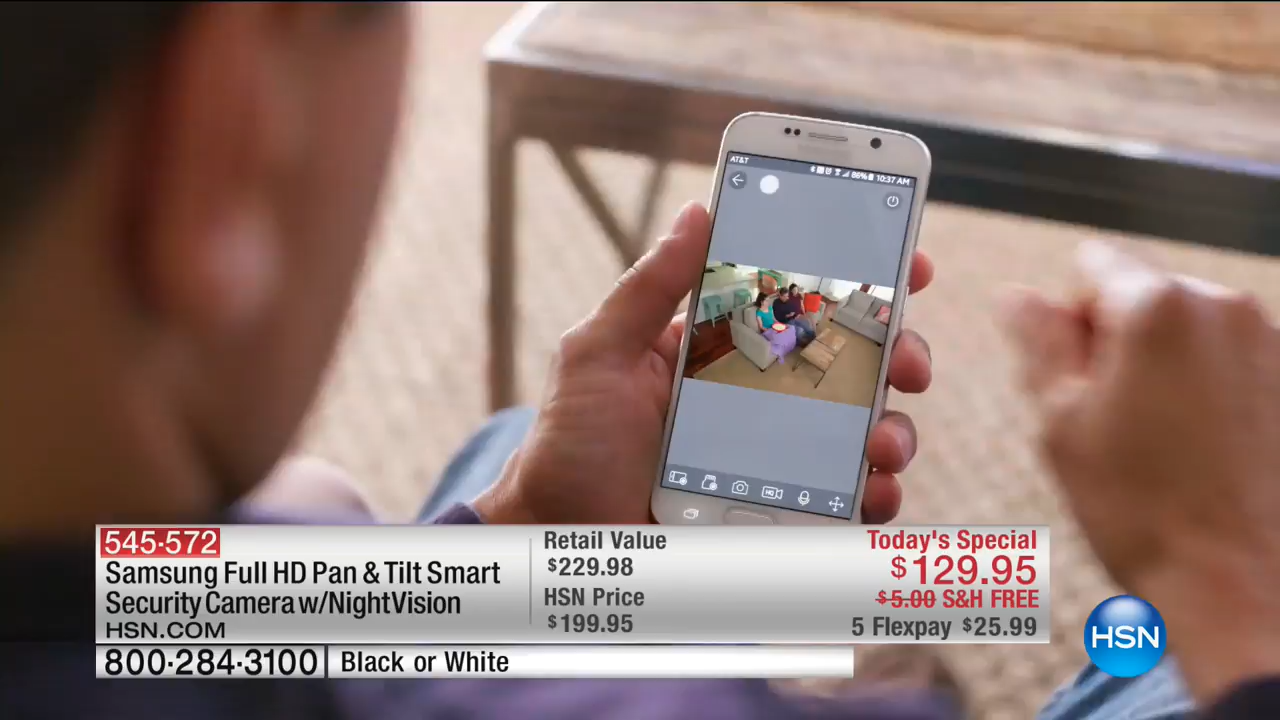 AT&T 86% 10:37 AM
HQ
545-572
Samsung Full HD Pan & Tilt Smart
Security Camera w/NightVision
HSN.COM
Retail Value
$229.98
HSN Price
$199.95
Today's Special
$129.95
$5.00 S&H FREE
5 Flexpay $25.99
800-284-3100
Black or White
HSN